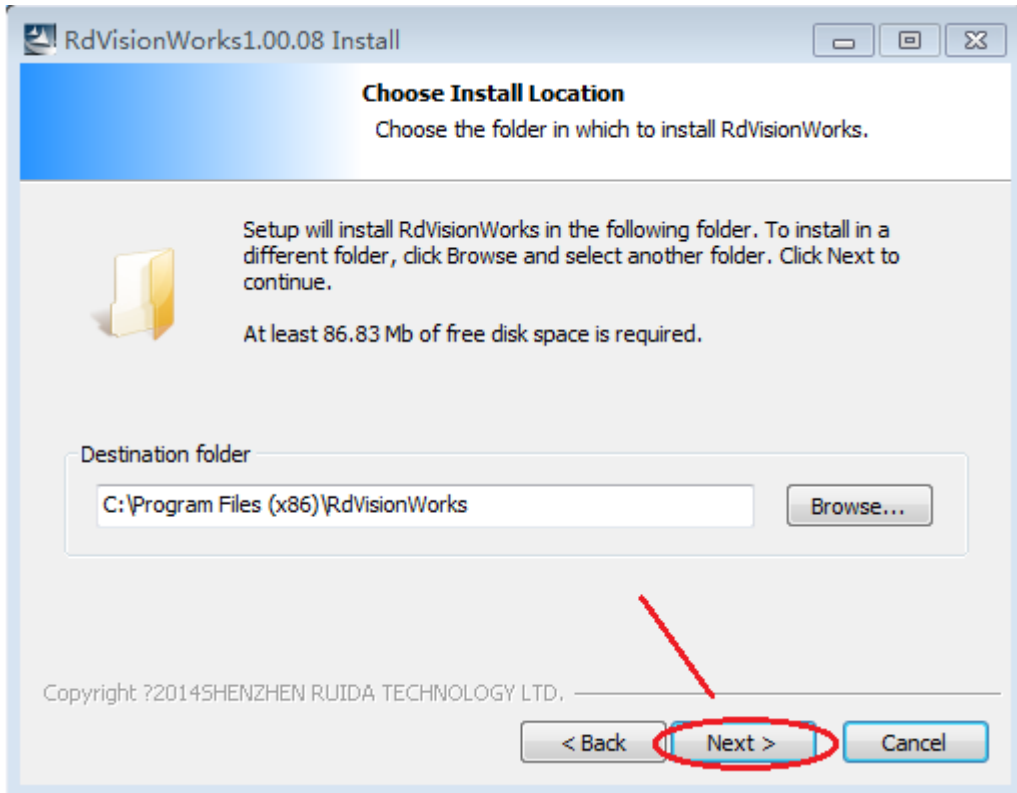 RdVisionWorks1.00.08 Install
Choose Install Location
Choose the folder in which to install RdVisionWorks.
Setup will install RdVisionWorks in the following folder. To install in a
different folder, click Browse and select another folder. Click Next to
continue.
At least 86.83 Mb of free disk space is required.
Destination folder
C:\Program Files (x86)\RdVisionWorks
Browse...
Copyright ?2014SHENZHEN RUIDA TECHNOLOGY LTD.
< Back
Next >
Cancel